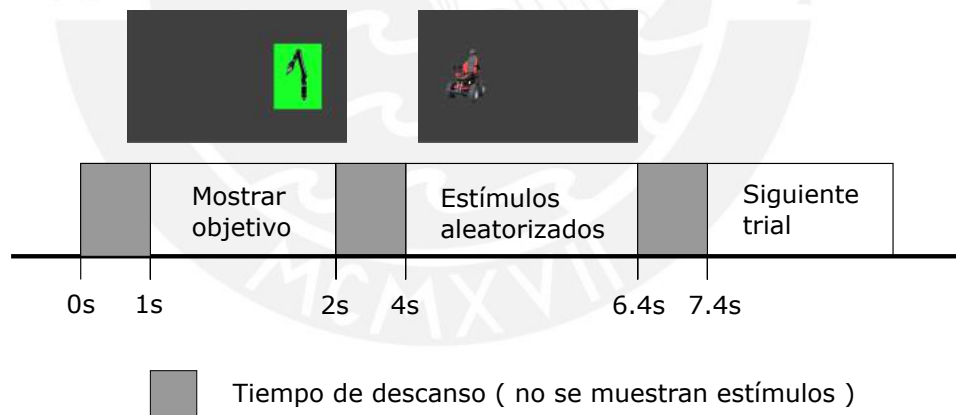 Mostrar
objetivo
Estímulos
aleatorizados
Siguiente
trial
0s 1s 2s 4s 6.4s 7.4s
MCMXVII
Tiempo de descanso ( no se muestran estímulos )